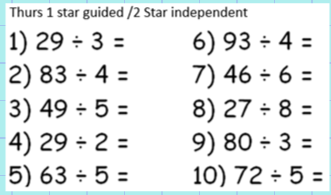 Thurs 1 star guided /2 Star independent
1) 29 ÷ 3 =
2) 83 ÷ 4 =
3) 49 ÷ 5 =
4) 29 ÷ 2 =
5) 63 ÷ 5 =
6) 93 ÷ 4 =
7) 46 ÷ 6 =
8) 27 ÷ 8 =
9) 80 ÷ 3 =
10) 72 ÷ 5 =